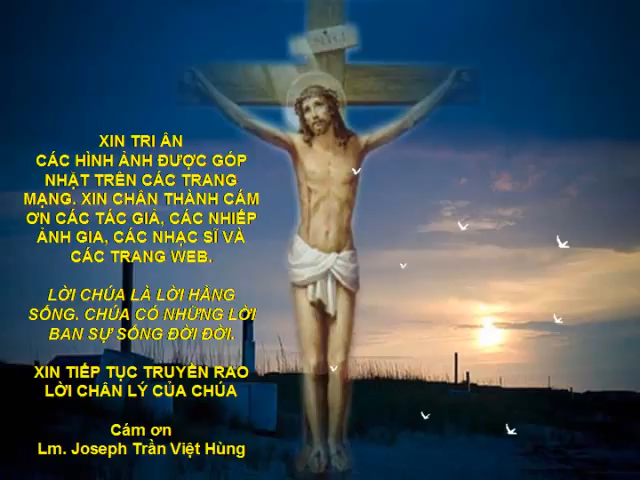 INRI
XIN TRI ÂN
CÁC HÌNH ẢNH ĐƯỢC GÓP
NHẶT TRÊN CÁC TRANG
MẠNG. XIN CHÂN THÀNH CÁM
ƠN CÁC TÁC GIẢ, CÁC NHIẾP
ẢNH GIA, CÁC NHẠC SĨ VÀ
CÁC TRANG WEB.
LỜI CHÚA LÀ LỜI HẰNG
SỐNG. CHÚA CÓ NHỮNG LỜI
BAN SỰ SỐNG ĐỜI ĐỜI.
XIN TIẾP TỤC TRUYỀN RAO
LỜI CHÂN LÝ CỦA CHÚA
Cám ơn
Lm. Joseph Trần Việt Hùng